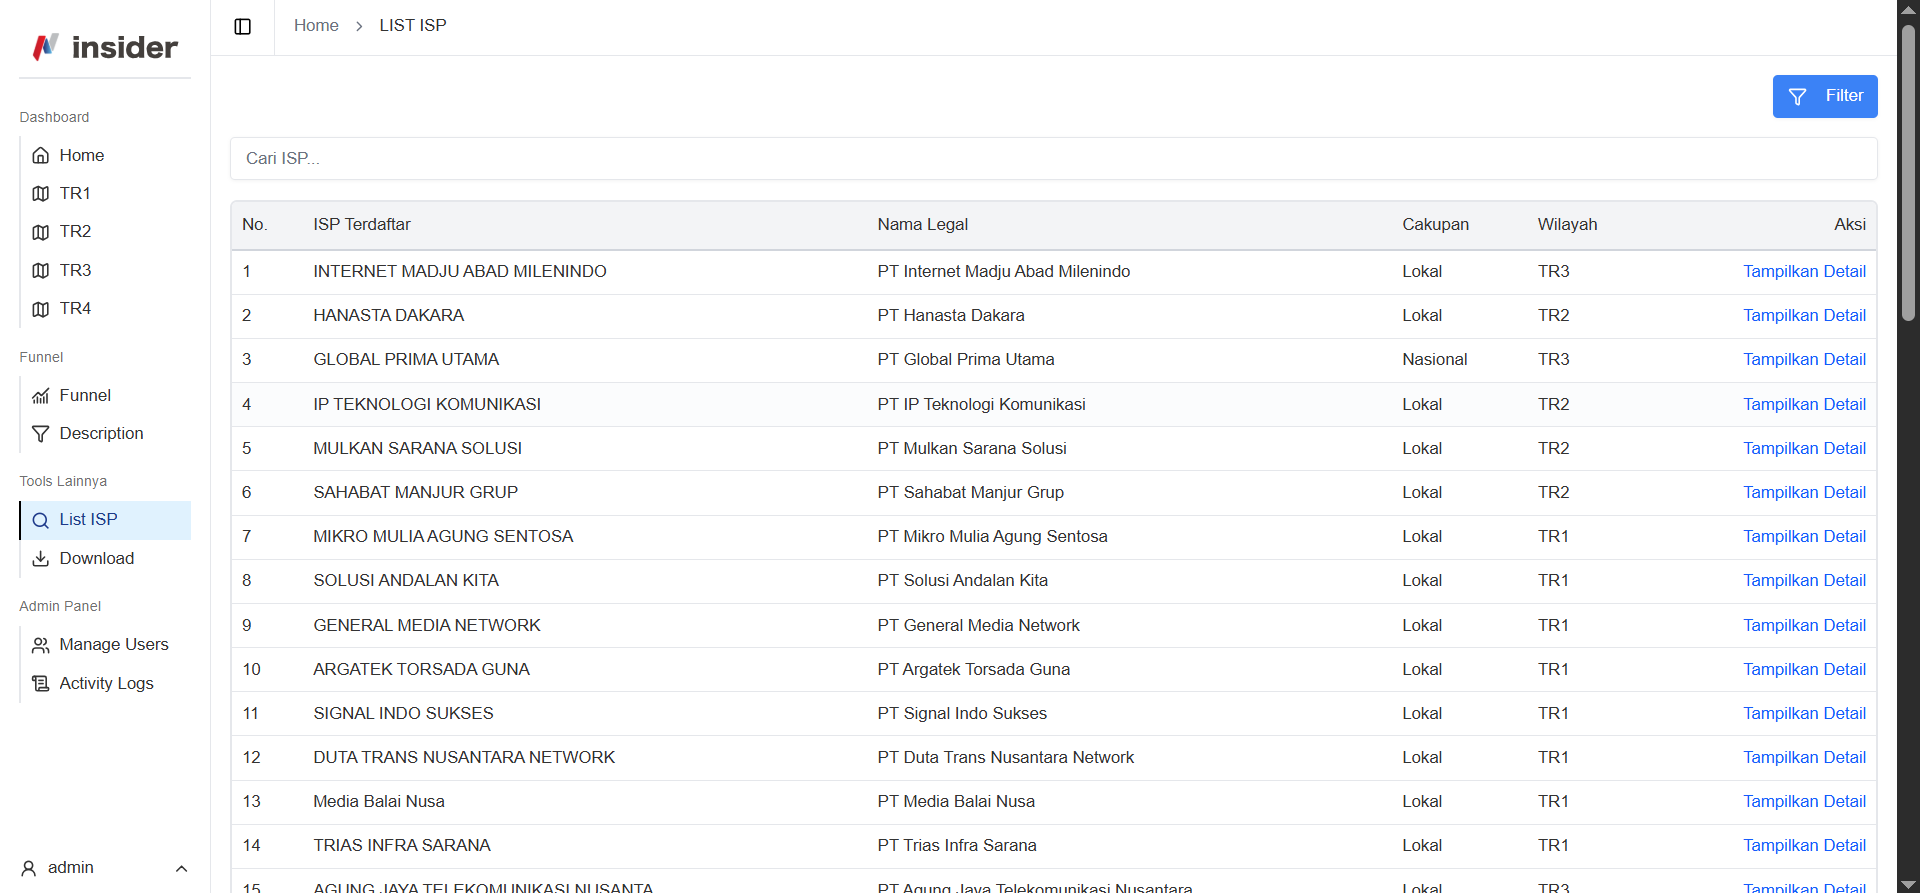 insider
Home > LIST ISP
Dashboard
Home
TR1
TR2
TR3
TR4
Funnel
Funnel
Description
Tools Lainnya
List ISP
Download
Admin Panel
Manage Users
Activity Logs
admin
Filter
Cari ISP...
No. ISP Terdaftar Nama Legal Cakupan Wilayah Aksi
1 INTERNET MADJU ABAD MILENINDO PT Internet Madju Abad Milenindo Lokal TR3 Tampilkan Detail
2 HANASTA DAKARA PT Hanasta Dakara Lokal TR2 Tampilkan Detail
3 GLOBAL PRIMA UTAMA PT Global Prima Utama Nasional TR3 Tampilkan Detail
4 IP TEKNOLOGI KOMUNIKASI PT IP Teknologi Komunikasi Lokal TR2 Tampilkan Detail
5 MULKAN SARANA SOLUSI PT Mulkan Sarana Solusi Lokal TR2 Tampilkan Detail
6 SAHABAT MANJUR GRUP PT Sahabat Manjur Grup Lokal TR2 Tampilkan Detail
7 MIKRO MULIA AGUNG SENTOSA PT Mikro Mulia Agung Sentosa Lokal TR1 Tampilkan Detail
8 SOLUSI ANDALAN KITA PT Solusi Andalan Kita Lokal TR1 Tampilkan Detail
9 GENERAL MEDIA NETWORK PT General Media Network Lokal TR1 Tampilkan Detail
10 ARGATEK TORSADA GUNA PT Argatek Torsada Guna Lokal TR1 Tampilkan Detail
11 SIGNAL INDO SUKSES PT Signal Indo Sukses Lokal TR1 Tampilkan Detail
12 DUTA TRANS NUSANTARA NETWORK PT Duta Trans Nusantara Network Lokal TR1 Tampilkan Detail
13 Media Balai Nusa PT Media Balai Nusa Lokal TR1 Tampilkan Detail
14 TRIAS INFRA SARANA PT Trias Infra Sarana Lokal TR1 Tampilkan Detail
15 AGUNG JAYA TELEKOMUNIKASI NUSANTA PT Agung Jaya Telekomunikasi Nusantara Lokal TR3 Tampilkan Detail